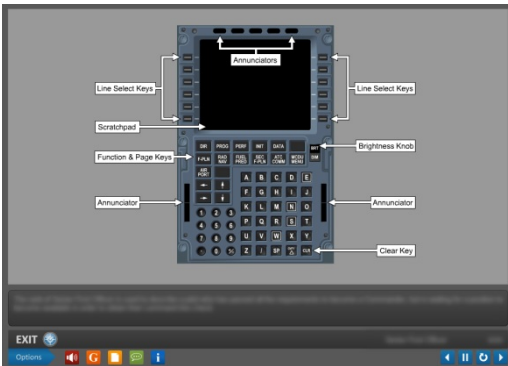 Annunciators
Line Select Keys
Line Select Keys
Scratchpad
DIR PROG PERF INIT DATA
BRT
Brightness Knob
Function & Page Keys
F-PLN RAD NAV FUEL PRED SEC F-PLN ATC COMM MCDU MENU
DIM
AIR PORT
A B C D E
F G H I J
Annunciator
Annunciator
K L M N O
1 2 3
P Q R S T
4 5 6
U V W X Y
7 8 9
Z / SP CLR
0
Clear Key
EXIT
Options
G
i